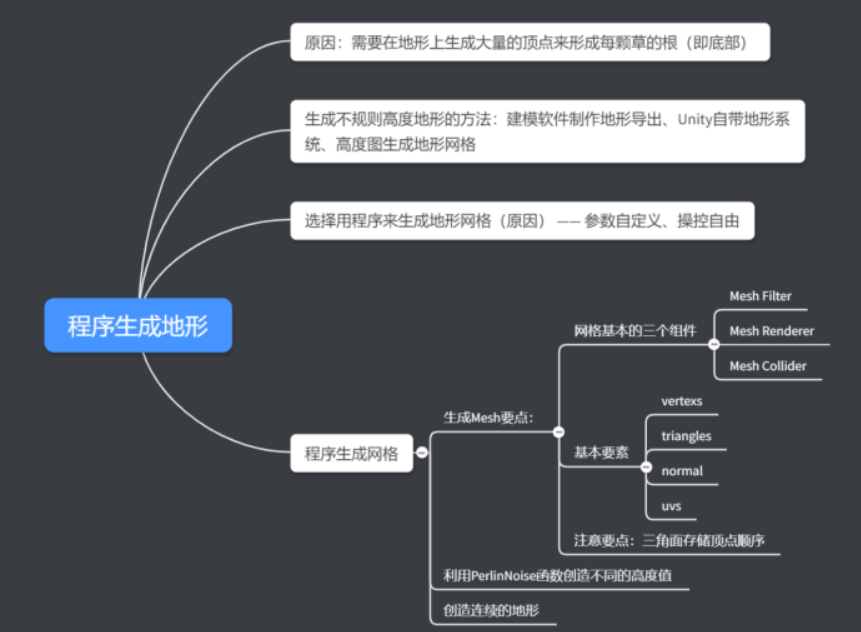 原因：需要在地形上生成大量的顶点来形成每颗草的根（即底部）
生成不规则高度地形的方法：建模软件制作地形导出、Unity自带地形系
统、高度图生成地形网格
选择用程序来生成地形网格（原因） —— 参数自定义、操控自由
程序生成地形
程序生成网格
生成Mesh要点：
网格基本的三个组件
Mesh Filter
Mesh Renderer
Mesh Collider
基本要素
vertexs
triangles
normal
uvs
注意要点：三角面存储顶点顺序
利用PerlinNoise函数创造不同的高度值
创造连续的地形